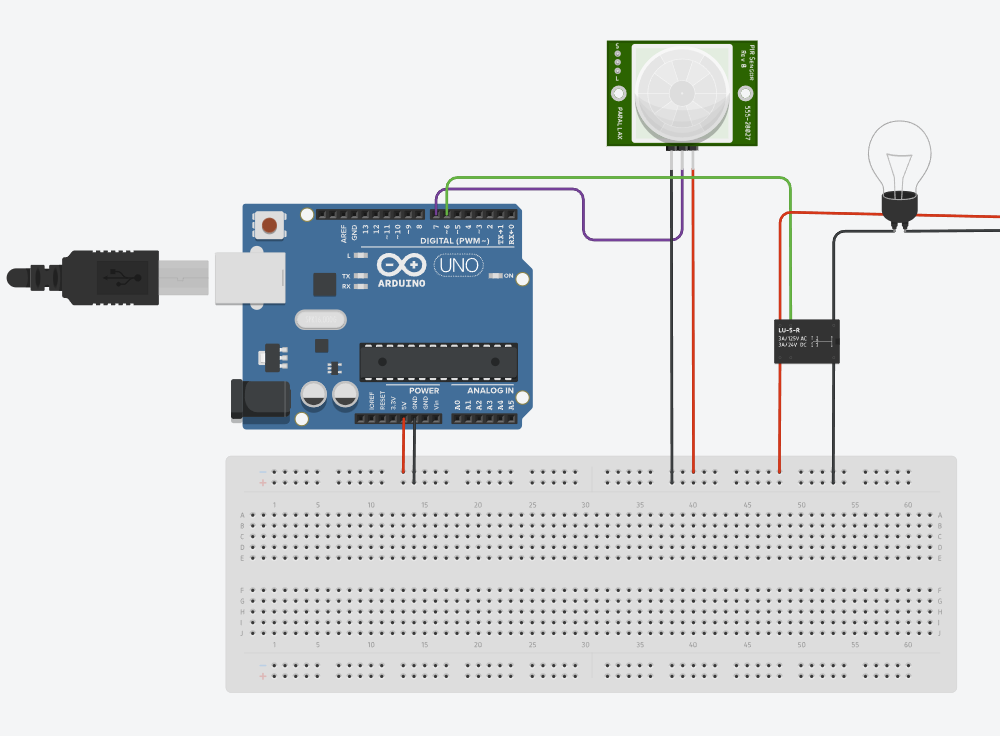 S
L
PIR Sensor
Rev B
PARALLAX
555-28027
7
~6
~5
4
~3
2
TX→1
RX←0
AREF
GND
13
12
~11
~10
~9
8
DIGITAL (PWM~)
L
TX
RX
UNO
ARDUINO
ON
LU-5-R
3A/125V AC
3A/24V DC
POWER
ANALOG IN
IOREF
RESET
3.3V
5V
GND
GND
Vin
A0
A1
A2
A3
A4
A5
1 5 10 15 20 25 30 35 40 45 50 55 60
A A
B B
C C
D D
E E
F F
G G
H H
I I
J J
1 5 10 15 20 25 30 35 40 45 50 55 60